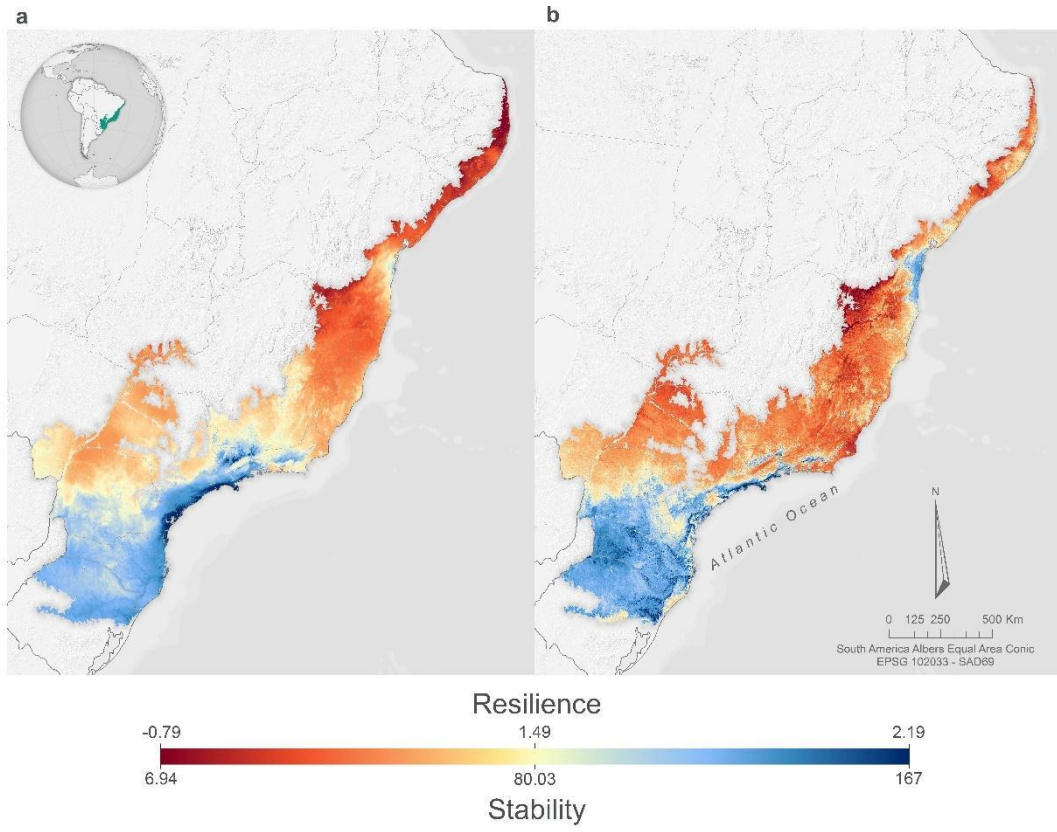 a
b
Atlantic Ocean
N
0 125 250 500 Km
South America Albers Equal Area Conic
EPSG 102033 - SAD69
Resilience
-0.79 1.49 2.19
6.94 80.03 167
Stability